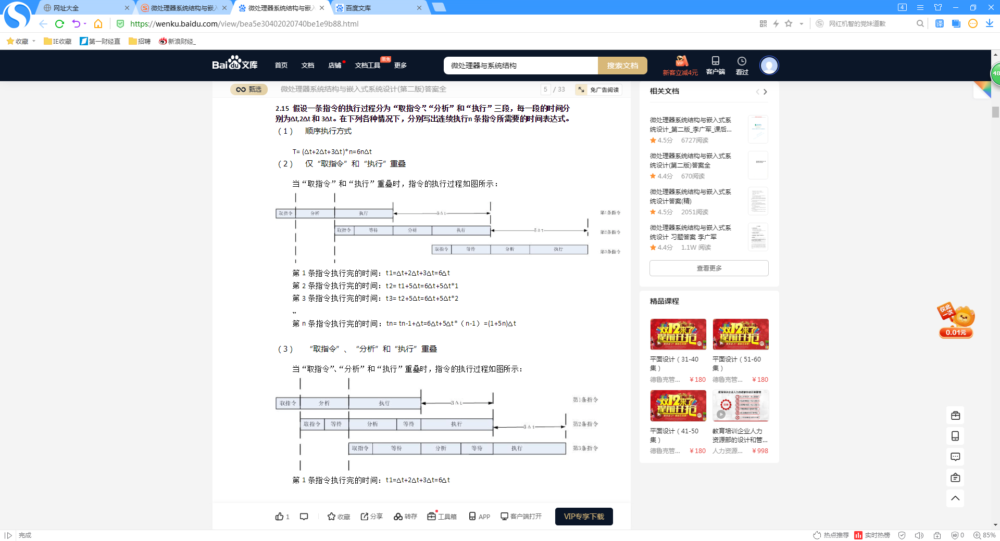 网址大全
微处理器系统结构与嵌入
微处理器系统结构与嵌入
百度文库
4
https://wenku.baidu.com/view/bea5e30402020740be1e9b88.html
网红机智的党妹道歉
译
收藏
IE收藏
第一财经直
招聘
新浪财经_
Bai文库
首页
文档
店铺
文档工具
限免
更多
微处理器与系统结构
搜索文档
新客立减4元
客户端
看过
48
甄选
微处理器系统结构与嵌入式系统设计(第二版)答案全
5 / 33
免广告阅读
2.15 假设一条指令的执行过程分为“取指令”、“分析”和“执行”三段，每一段的时间分
别为Δt,2Δt 和 3Δt。在下列各种情况下，分别写出连续执行n 条指令所需要的时间表达式。
（1） 顺序执行方式
T= (Δt+2Δt+3Δt)*n=6nΔt
（2） 仅“取指令”和“执行”重叠
当“取指令”和“执行”重叠时，指令的执行过程如图所示：
取指令 分析 执行 5Δt 第1条指令
取指令 等待 分析 执行 5Δt 第2条指令
取指令 等待 分析 执行 第3条指令
第 1 条指令执行完的时间：t1=Δt+2Δt+3Δt=6Δt
第 2 条指令执行完的时间：t2= t1+5Δt=6Δt+5Δt*1
第 3 条指令执行完的时间：t3= t2+5Δt=6Δt+5Δt*2
„
第 n 条指令执行完的时间：tn= tn-1+Δt=6Δt+5Δt*（n-1）=(1+5n)Δt
（3） “取指令”、“分析”和“执行”重叠
当“取指令”、“分析”和“执行”重叠时，指令的执行过程如图所示：
取指令 分析 执行 3Δt 第1条指令
取指令 等待 分析 等待 执行 3Δt 第2条指令
取指令 等待 分析 等待 执行 第3条指令
第 1 条指令执行完的时间：t1=Δt+2Δt+3Δt=6Δt
1
收藏
分享
转存
工具箱
APP
客户端打开
VIP专享下载
相关文档
微处理器系统结构与嵌入式系
统设计_第二版_李广军_课后...
4.5分 6727阅读
微处理器系统结构与嵌入式系
统设计(第二版)答案全
4.4分 670阅读
微处理器系统结构与嵌入式系
统设计答案(精)
4.5分 2051阅读
微处理器系统结构与嵌入式系
统设计 习题答案 李广军
4.4分 1.1W 阅读
查看更多
精品课程
双12来了
提前开抢
双12来了
提前开抢
平面设计（31-40
集）
德鲁克管... ￥180
平面设计（51-60
集）
德鲁克管... ￥180
双12来了
提前开抢
平面设计（41-50
集）
德鲁克管... ￥180
教育培训企业人力
资源部的设计和管...
人力资源... ￥998
仅此
一次
0.01元
完成
热点推荐
实时热榜
0
85%